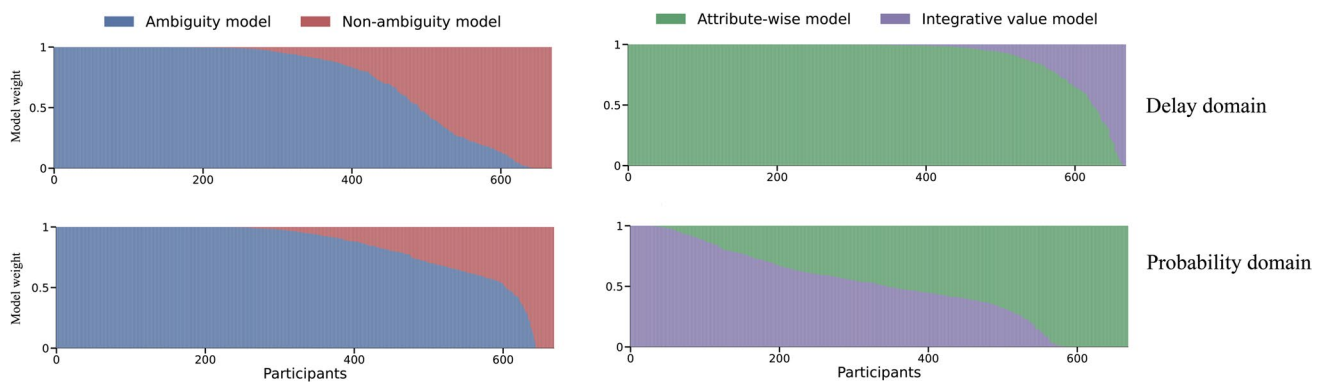 Ambiguity model Non-ambiguity model
Attribute-wise model Integrative value model
Model weight
1
0.5
0
0 200 400 600
1
0.5
0
0 200 400 600
Delay domain
Model weight
1
0.5
0
0 200 400 600
Participants
1
0.5
0
0 200 400 600
Participants
Probability domain